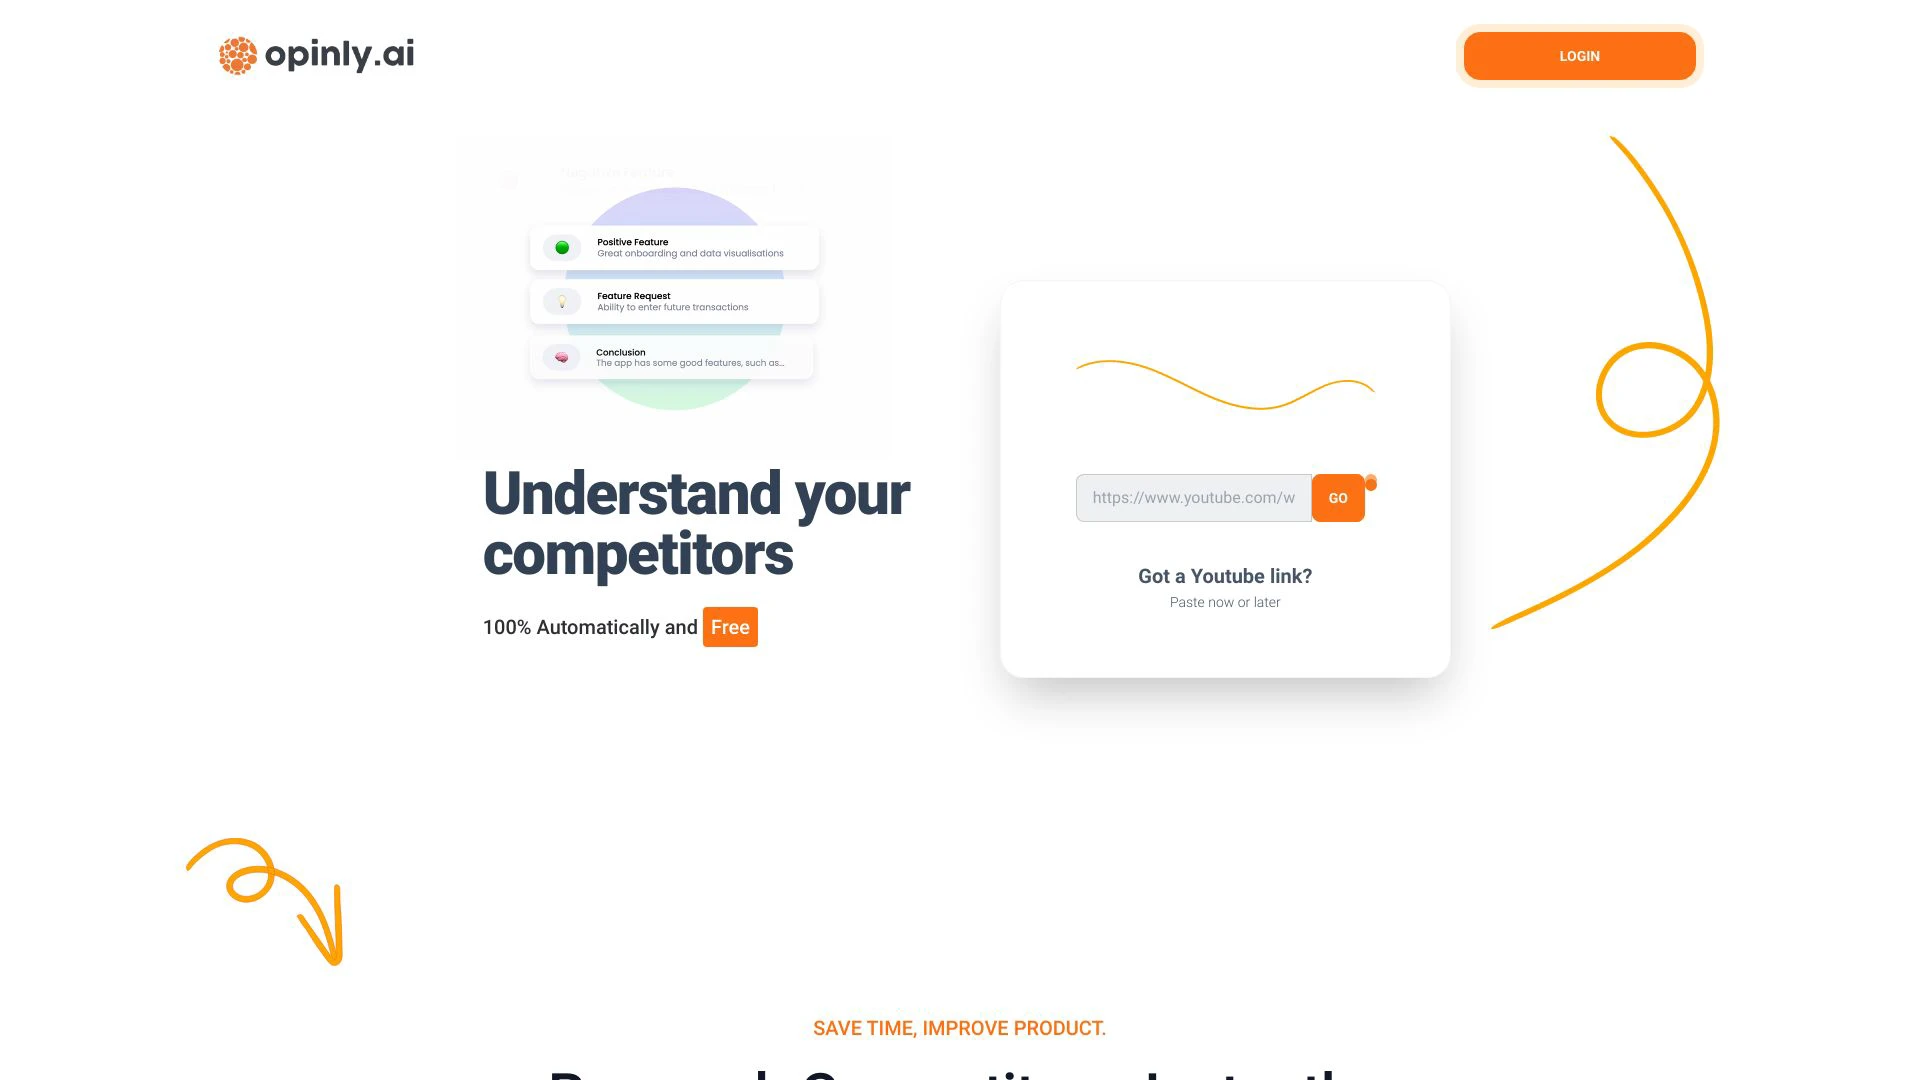 opinly.ai
LOGIN
Negitive Feature
Positive Feature
Great onboarding and data visualisations
Feature Request
Ability to enter future transactions
Conclusion
The app has some good features, such as...
Understand your
competitors
100% Automatically and Free
https://www.youtube.com/w
GO
Got a Youtube link?
Paste now or later
SAVE TIME, IMPROVE PRODUCT.